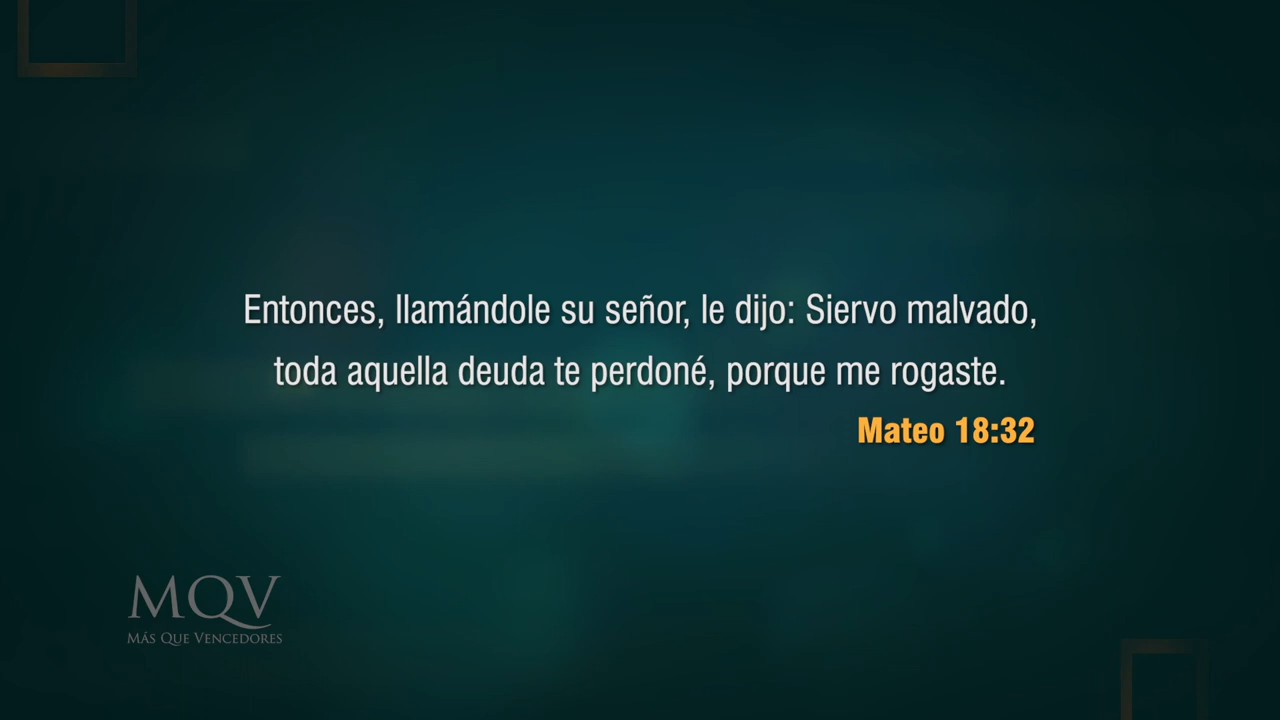 Entonces, llamándole su señor, le dijo: Siervo malvado,
toda aquella deuda te perdoné, porque me rogaste.
Mateo 18:32
MQV
MÁS QUE VENCEDORES